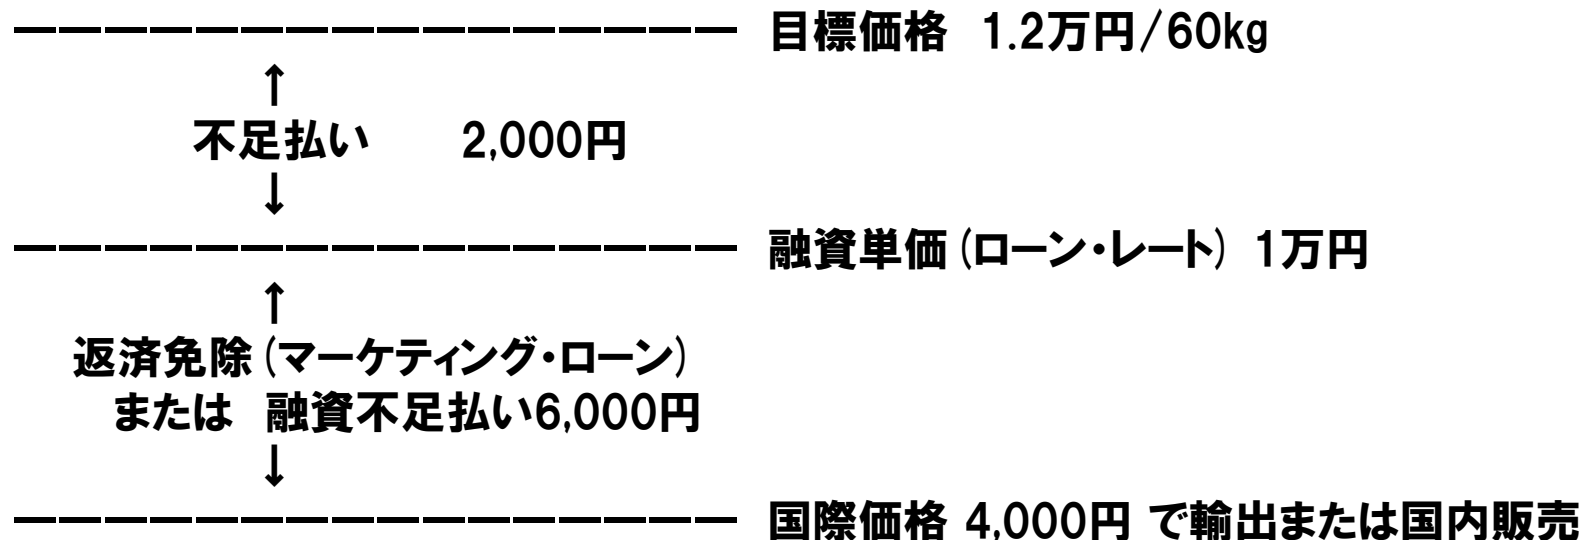 目標価格 1.2万円/60kg
↑
不足払い 2,000円
↓
融資単価(ローン・レート) 1万円
↑
返済免除(マーケティング・ローン)
または 融資不足払い6,000円
↓
国際価格 4,000円 で輸出または国内販売